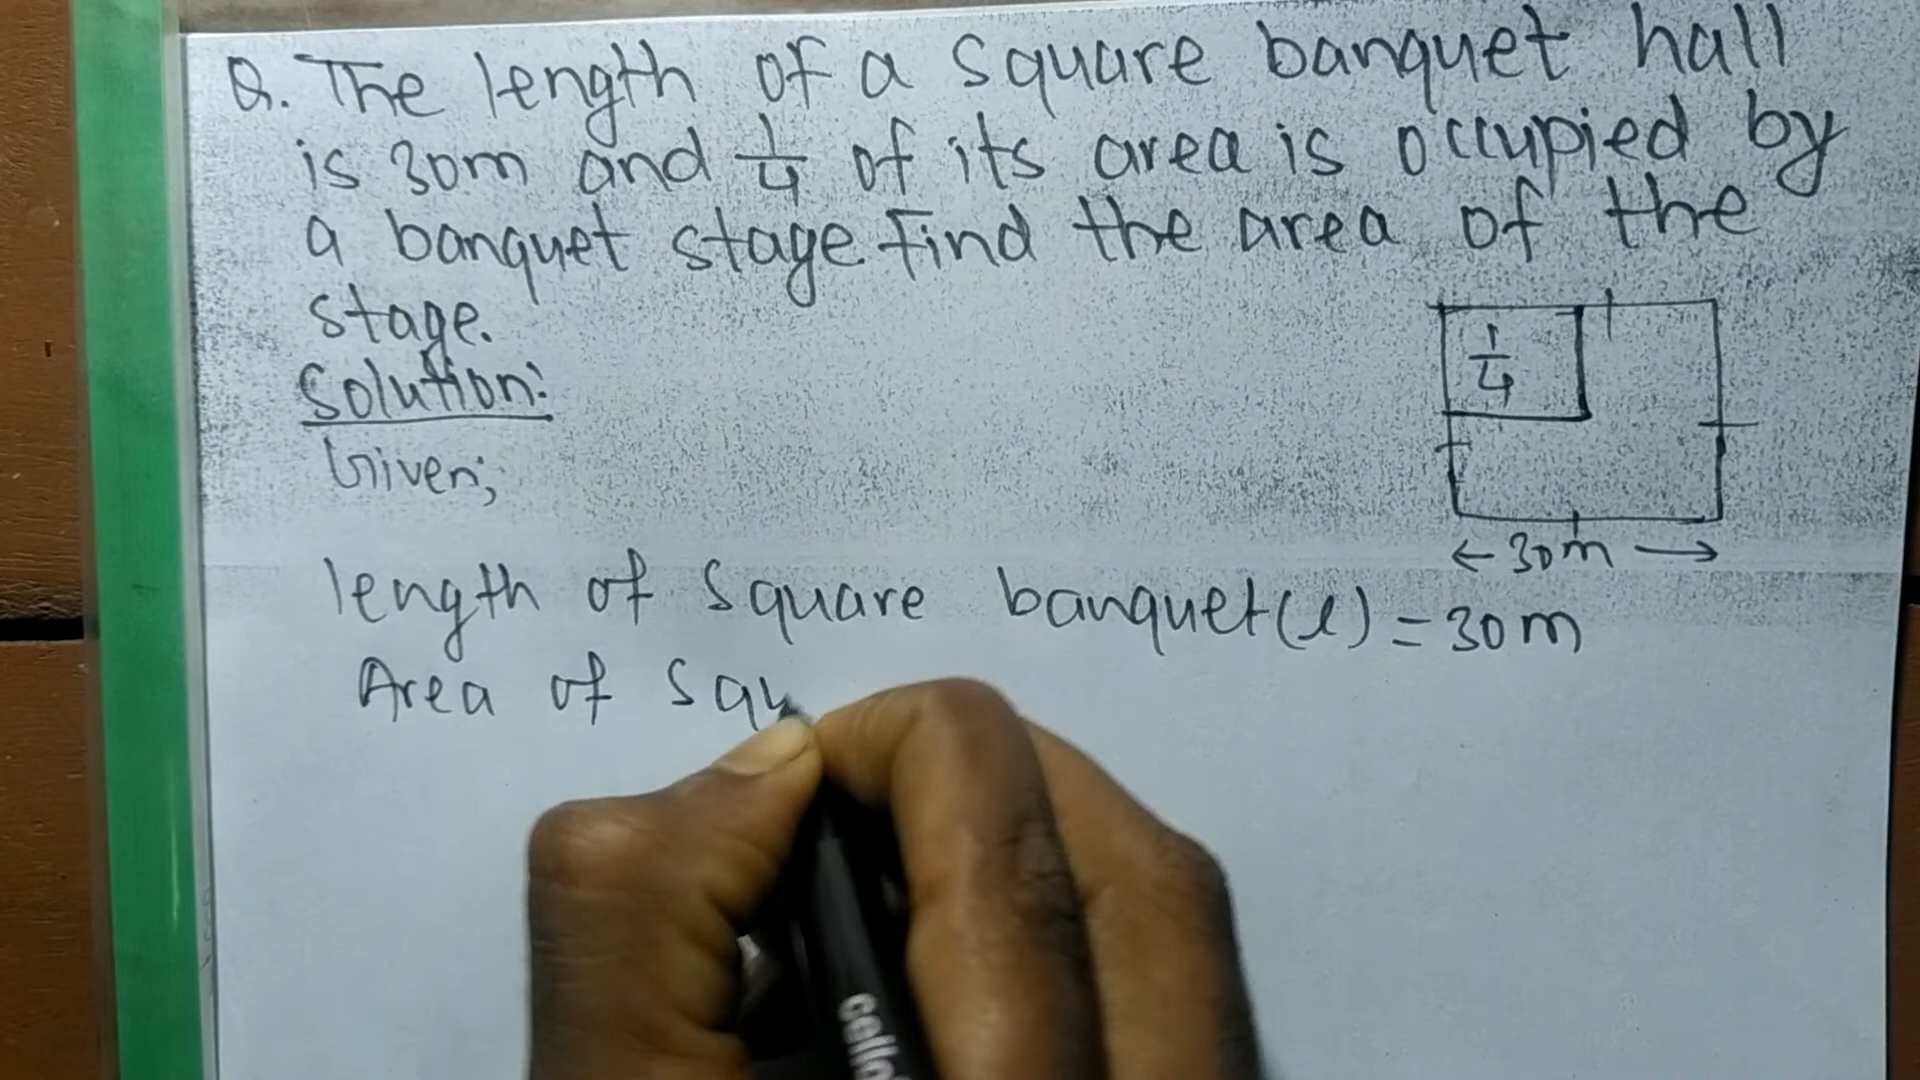 Q. The length of a square banquet hall
is 30m and 1/4 of its area is occupied by
a banquet stage. Find the area of the
stage.
Solution:
Given;
1/4
← 30m →
length of square banquet (l) = 30m
Area of squ
cello